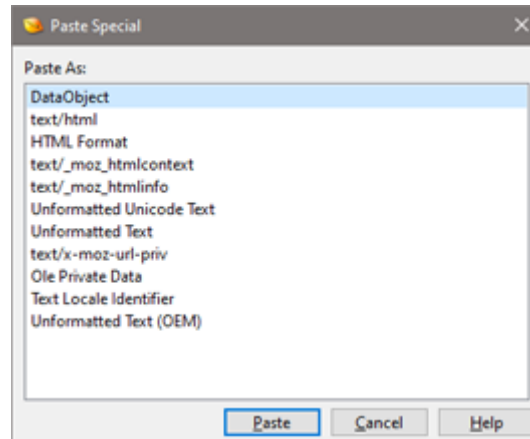 Paste Special
Paste As:
DataObject
text/html
HTML Format
text/_moz_htmlcontext
text/_moz_htmlinfo
Unformatted Unicode Text
Unformatted Text
text/x-moz-url-priv
Ole Private Data
Text Locale Identifier
Unformatted Text (OEM)
Paste Cancel Help